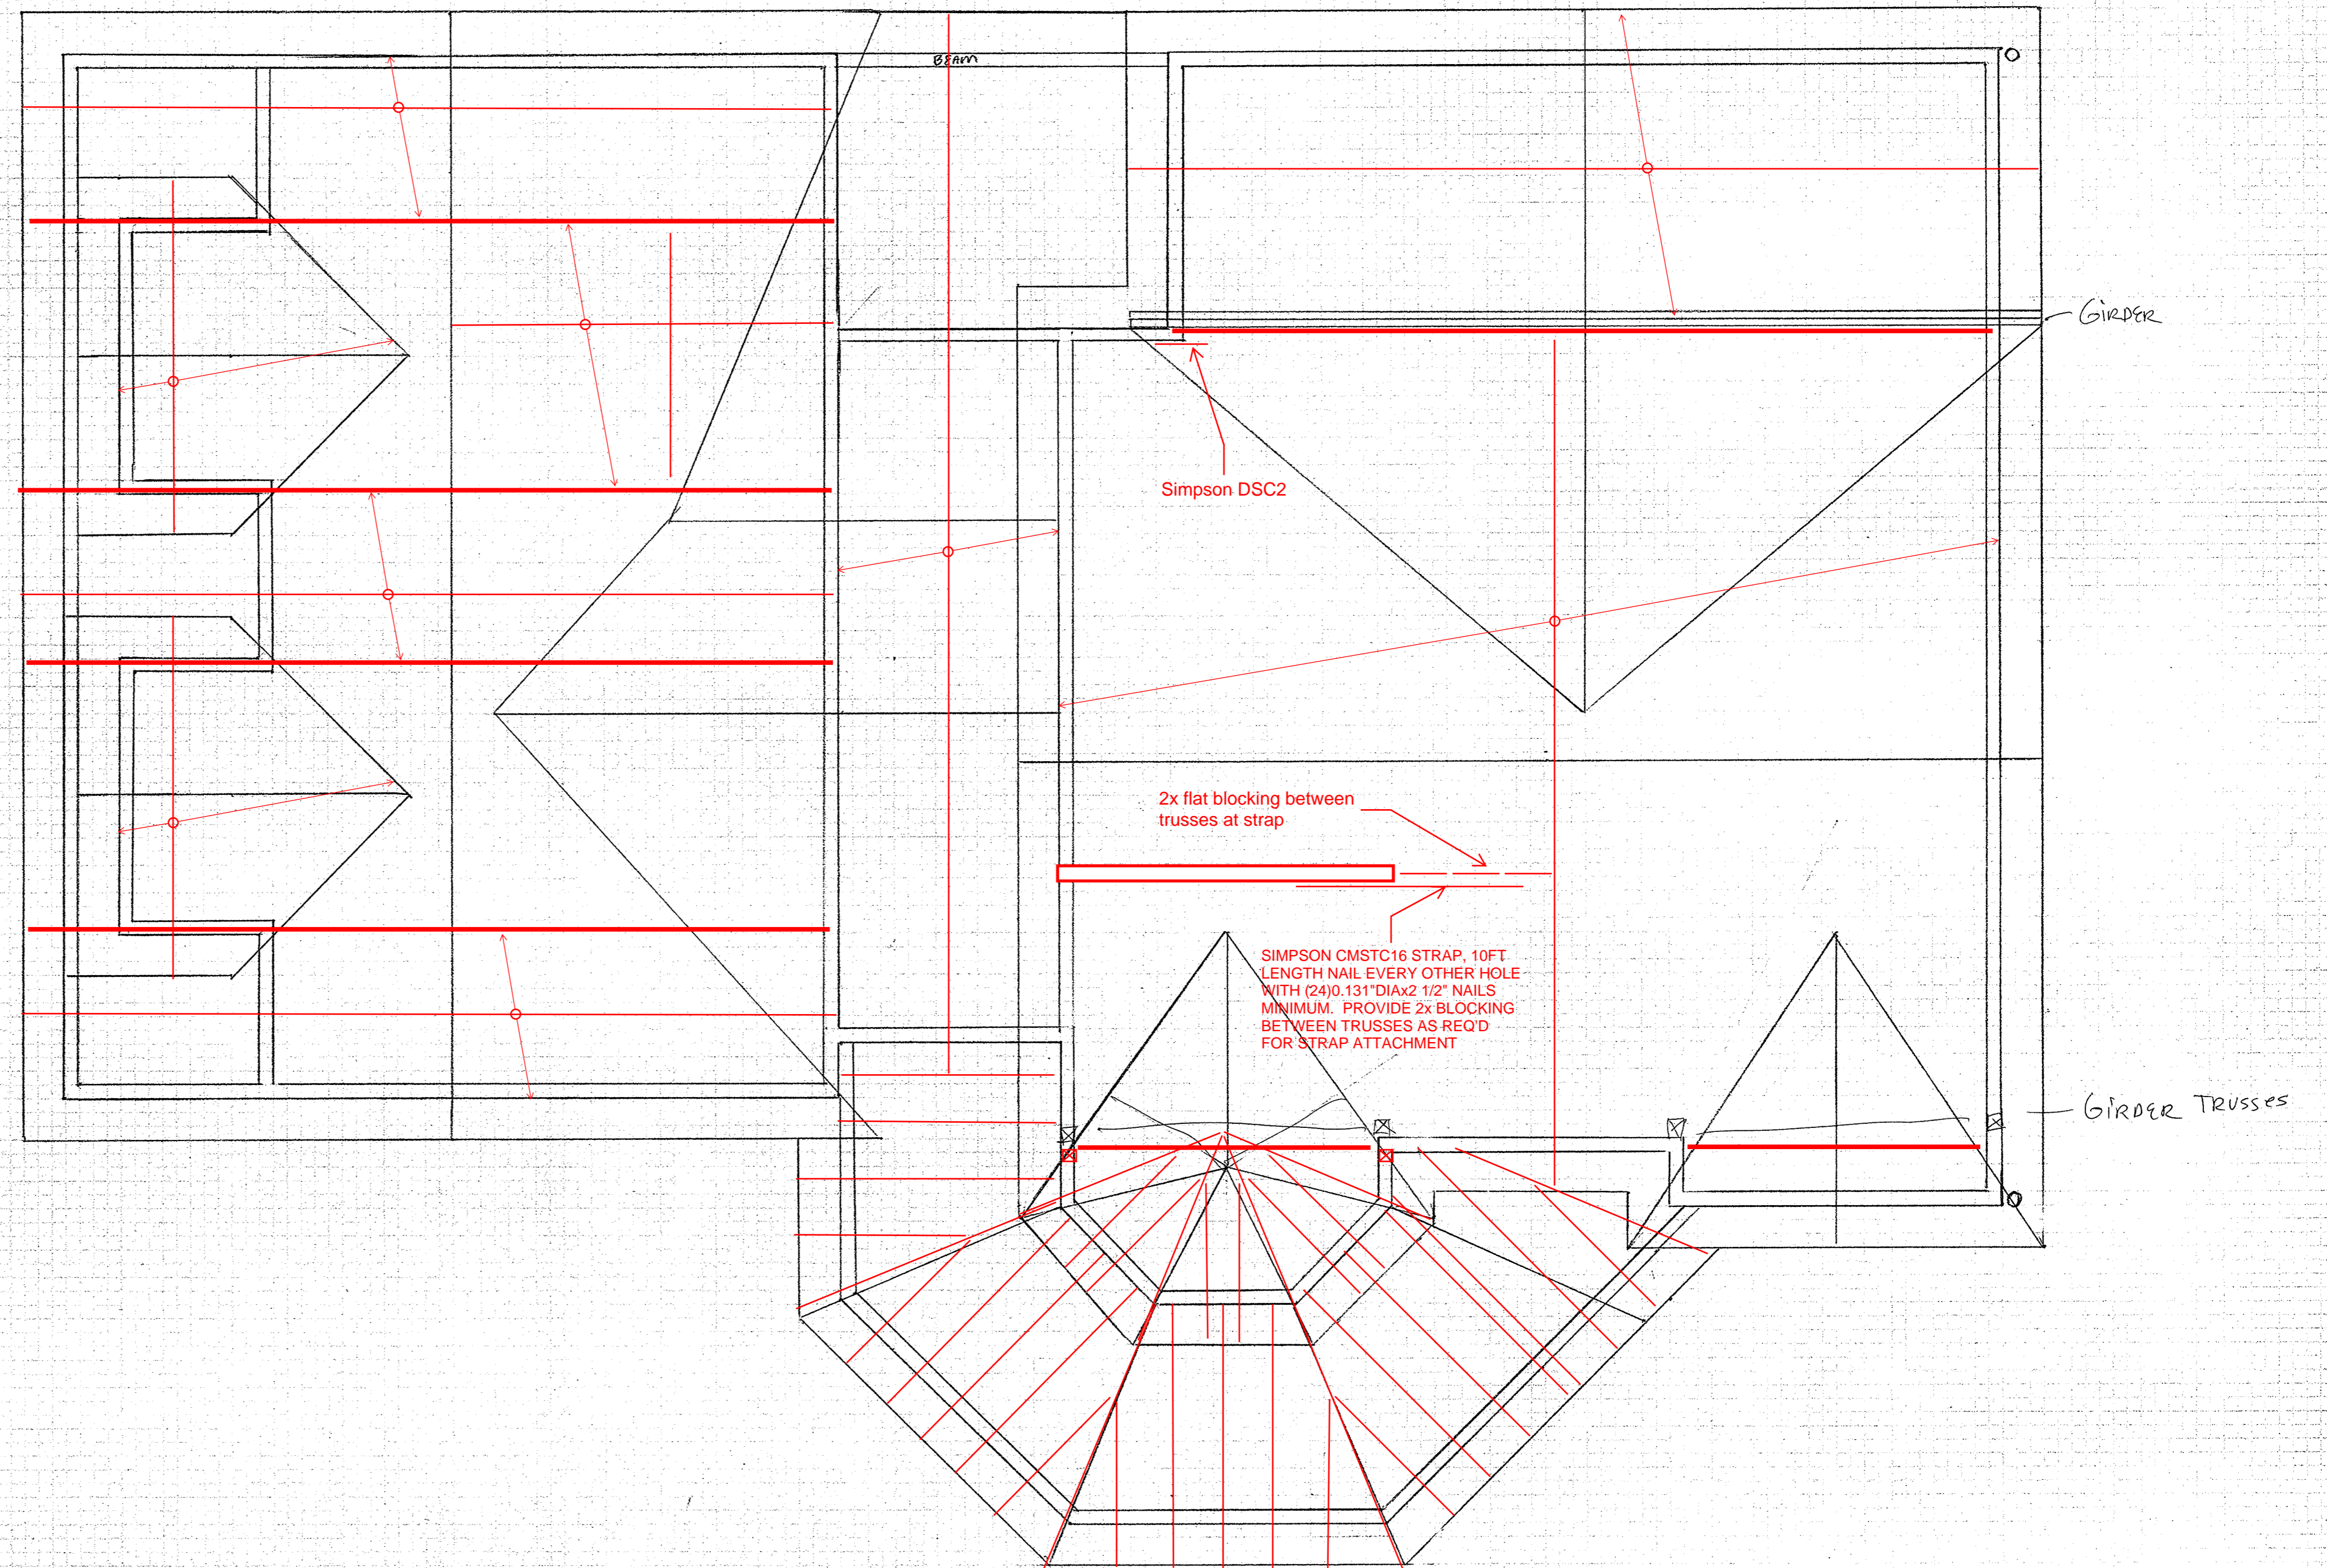 BEAM
GIRDER
Simpson DSC2
2x flat blocking between
trusses at strap
SIMPSON CMSTC16 STRAP, 10FT
LENGTH NAIL EVERY OTHER HOLE
WITH (24)0.131"DIAx2 1/2" NAILS
MINIMUM.  PROVIDE 2x BLOCKING
BETWEEN TRUSSES AS REQ'D
FOR STRAP ATTACHMENT
GIRDER TRUSSES